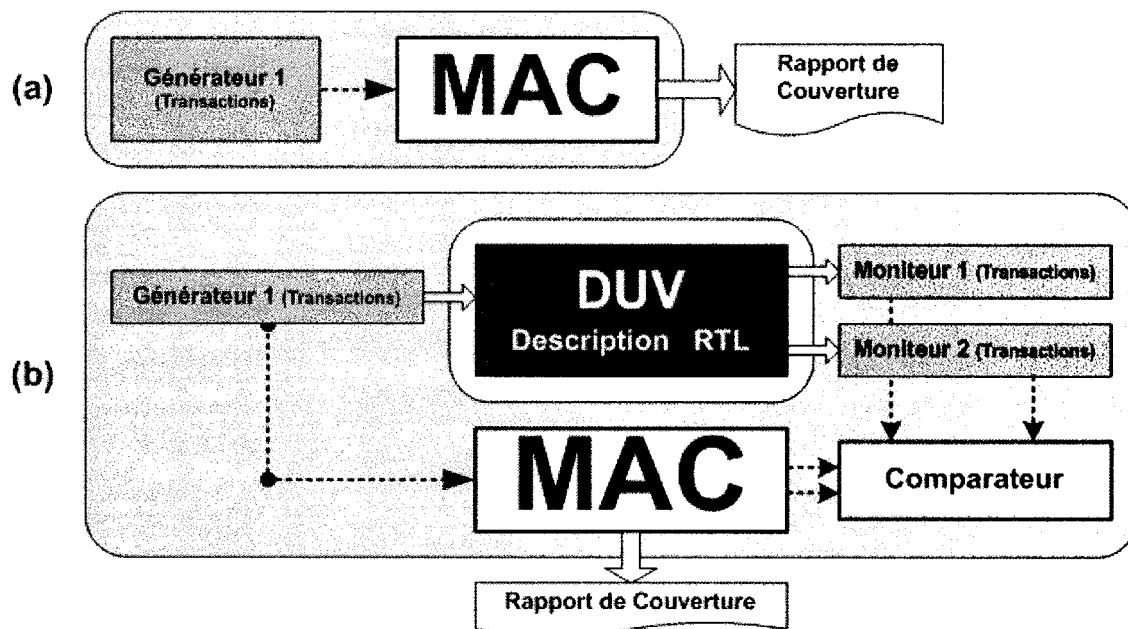 (a)
Générateur 1
(Transactions)
MAC
Rapport de
Couverture
(b)
Générateur 1 (Transactions)
DUV
Description RTL
Moniteur 1 (Transactions)
Moniteur 2 (Transactions)
MAC
Comparateur
Rapport de Couverture